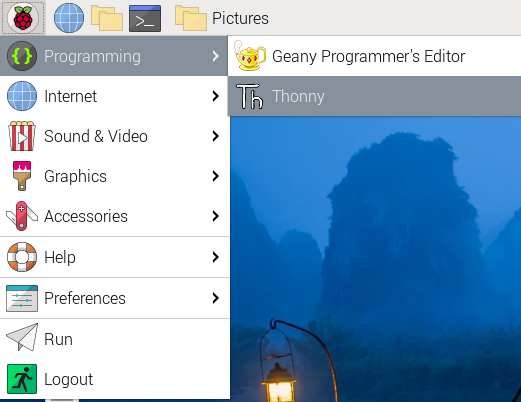 Pictures
Programming
Geany Programmer's Editor
Internet
Thonny
Sound & Video
Graphics
Accessories
Help
Preferences
Run
Logout